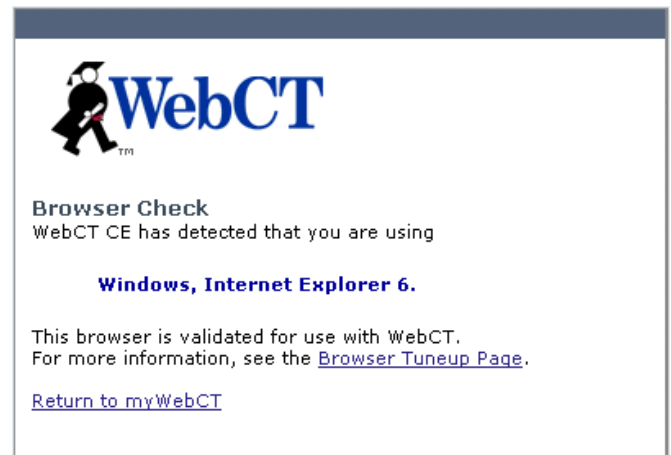 WebCT
TM
Browser Check
WebCT CE has detected that you are using
Windows, Internet Explorer 6.
This browser is validated for use with WebCT.
For more information, see the Browser Tuneup Page.
Return to myWebCT